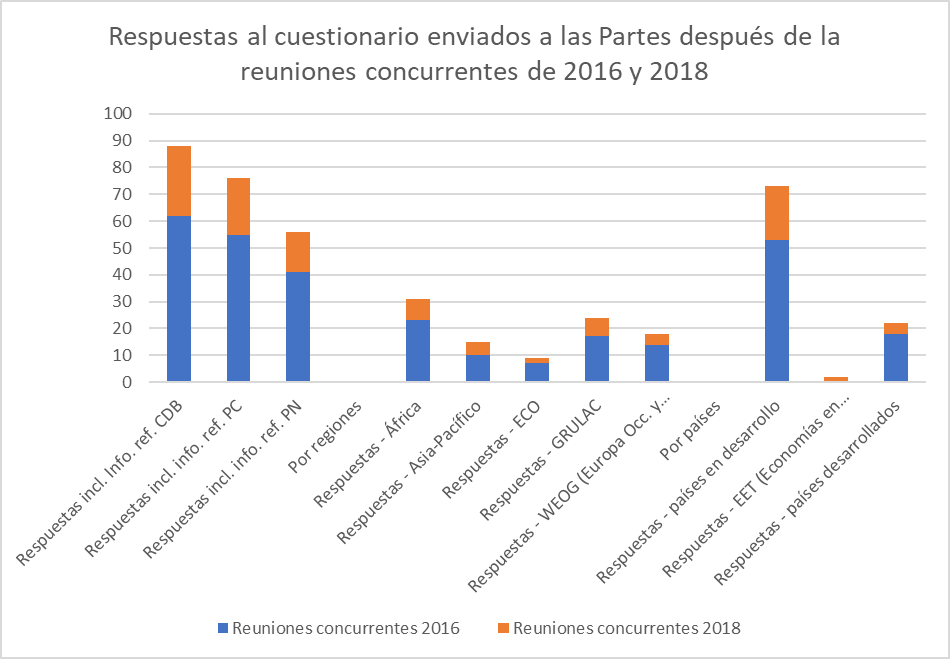 Respuestas al cuestionario enviados a las Partes después de la
reuniones concurrentes de 2016 y 2018
100
90
80
70
60
50
40
30
20
10
0
Respuestas incl. Info. ref. CDB
Respuestas incl. info. ref. PC
Respuestas incl. info. ref. PN
Por regiones
Respuestas - África
Respuestas - Asia-Pacífico
Respuestas - ECO
Respuestas - GRULAC
Respuestas - WEOG (Europa Occ. y...
Por países
Respuestas - países en desarrollo
Respuestas - EET (Economías en...
Respuestas - países desarrollados
Reuniones concurrentes 2016
Reuniones concurrentes 2018